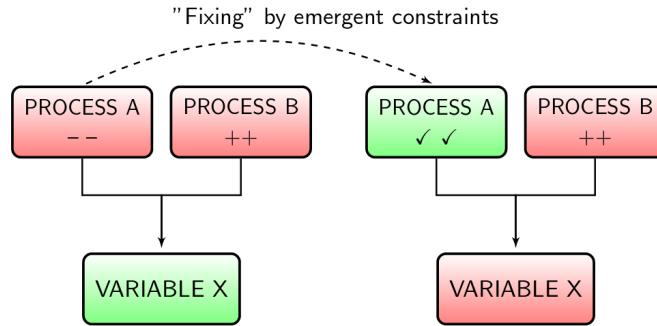 "Fixing" by emergent constraints
PROCESS A
− −
PROCESS B
++
PROCESS A
✓ ✓
PROCESS B
++
VARIABLE X
VARIABLE X